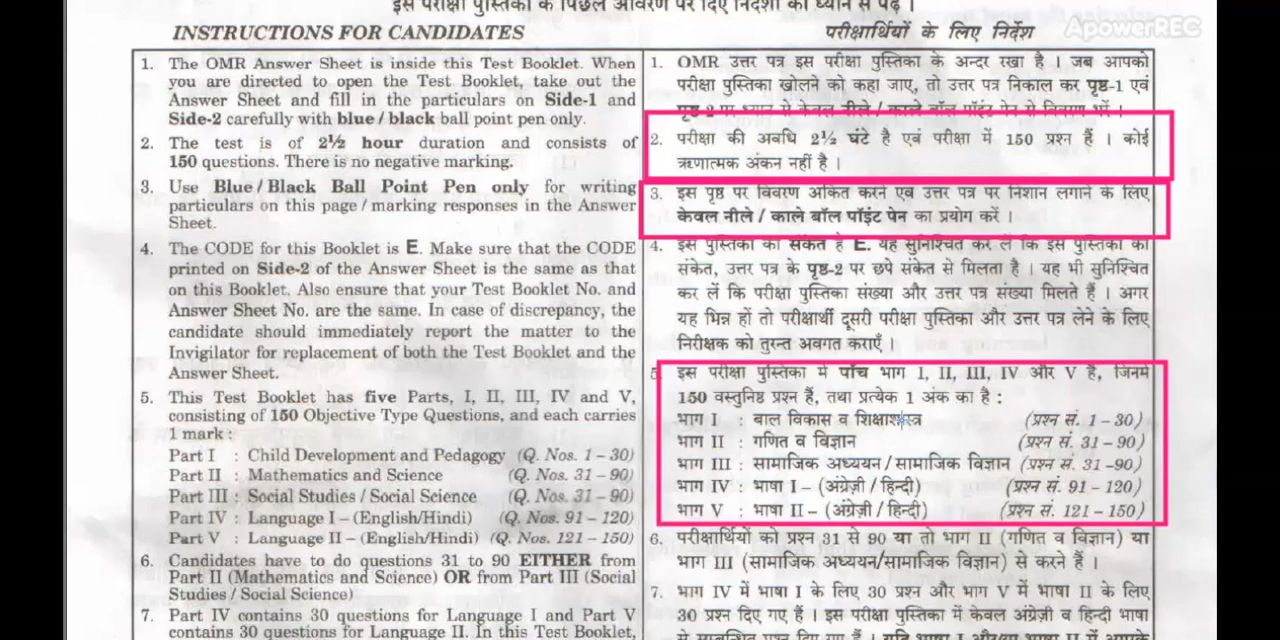 इस परीक्षा पुस्तिका के पिछले आवरण पर दिए निर्देशों को ध्यान से पढ़ें ।
ApowerREC
INSTRUCTIONS FOR CANDIDATES
1. The OMR Answer Sheet is inside this Test Booklet. When
you are directed to open the Test Booklet, take out the
Answer Sheet and fill in the particulars on Side-1 and
Side-2 carefully with blue / black ball point pen only.
2. The test is of 2½ hour duration and consists of
150 questions. There is no negative marking.
3. Use Blue / Black Ball Point Pen only for writing
particulars on this page / marking responses in the Answer
Sheet.
4. The CODE for this Booklet is E. Make sure that the CODE
printed on Side-2 of the Answer Sheet is the same as that
on this Booklet. Also ensure that your Test Booklet No. and
Answer Sheet No. are the same. In case of discrepancy, the
candidate should immediately report the matter to the
Invigilator for replacement of both the Test Booklet and the
Answer Sheet.
5. This Test Booklet has five Parts, I, II, III, IV and V,
consisting of 150 Objective Type Questions, and each carries
1 mark :
Part I : Child Development and Pedagogy (Q. Nos. 1 – 30)
Part II : Mathematics and Science (Q. Nos. 31 – 90)
Part III : Social Studies / Social Science (Q. Nos. 31 – 90)
Part IV : Language I – (English/Hindi) (Q. Nos. 91 – 120)
Part V : Language II – (English/Hindi) (Q. Nos. 121 – 150)
6. Candidates have to do questions 31 to 90 EITHER from
Part II (Mathematics and Science) OR from Part III (Social
Studies / Social Science)
7. Part IV contains 30 questions for Language I and Part V
contains 30 questions for Language II. In this Test Booklet,
परीक्षार्थियों के लिए निर्देश
1. OMR उत्तर पत्र इस परीक्षा पुस्तिका के अन्दर रखा है । जब आपको
परीक्षा पुस्तिका खोलने को कहा जाए, तो उत्तर पत्र निकाल कर पृष्ठ-1 एवं
पृष्ठ-2 पर ध्यान से केवल नीले / काले बॉल पॉइंट पेन से विवरण भरें ।
2. परीक्षा की अवधि 2½ घंटे है एवं परीक्षा में 150 प्रश्न हैं । कोई
ऋणात्मक अंकन नहीं है ।
3. इस पृष्ठ पर विवरण अंकित करने एवं उत्तर पत्र पर निशान लगाने के लिए
केवल नीले / काले बॉल पॉइंट पेन का प्रयोग करें ।
4. इस पुस्तिका का संकेत है E. यह सुनिश्चित कर लें कि इस पुस्तिका का
संकेत, उत्तर पत्र के पृष्ठ-2 पर छपे संकेत से मिलता है । यह भी सुनिश्चित
कर लें कि परीक्षा पुस्तिका संख्या और उत्तर पत्र संख्या मिलते हैं । अगर
यह भिन्न हों तो परीक्षार्थी दूसरी परीक्षा पुस्तिका और उत्तर पत्र लेने के लिए
निरीक्षक को तुरन्त अवगत कराएँ ।
5. इस परीक्षा पुस्तिका में पाँच भाग I, II, III, IV और V हैं, जिनमें
150 वस्तुनिष्ठ प्रश्न हैं, तथा प्रत्येक 1 अंक का है :
भाग I : बाल विकास व शिक्षाशास्त्र (प्रश्न सं. 1 – 30)
भाग II : गणित व विज्ञान (प्रश्न सं. 31 – 90)
भाग III : सामाजिक अध्ययन / सामाजिक विज्ञान (प्रश्न सं. 31 – 90)
भाग IV : भाषा I – (अंग्रेज़ी / हिन्दी) (प्रश्न सं. 91 – 120)
भाग V : भाषा II – (अंग्रेज़ी / हिन्दी) (प्रश्न सं. 121 – 150)
6. परीक्षार्थियों को प्रश्न 31 से 90 या तो भाग II (गणित व विज्ञान) या
भाग III (सामाजिक अध्ययन/सामाजिक विज्ञान) से करने हैं ।
7. भाग IV में भाषा I के लिए 30 प्रश्न और भाग V में भाषा II के लिए
30 प्रश्न दिए गए हैं । इस परीक्षा पुस्तिका में केवल अंग्रेज़ी व हिन्दी भाषा